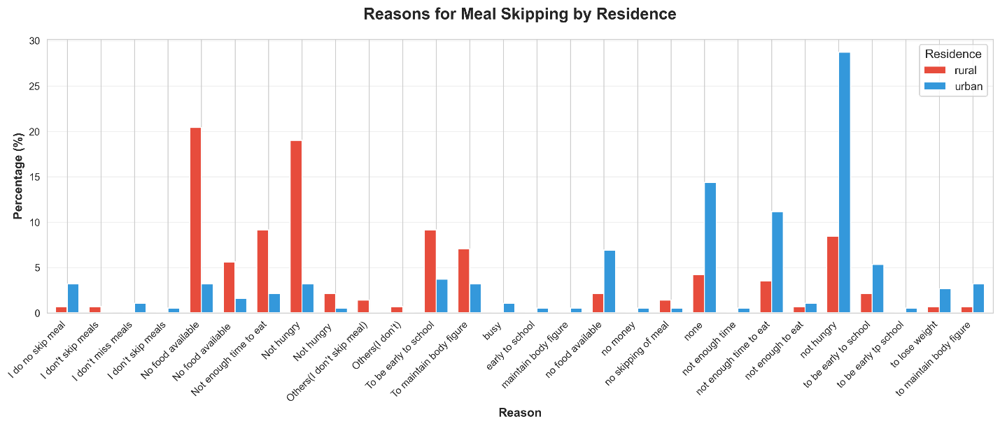 Reasons for Meal Skipping by Residence
Percentage (%)
30
25
20
15
10
5
0
Residence
rural
urban
I do no skip meal
I don't skip meals
I don't miss meals
I don't skip meals
No food available
No food available
Not enough time to eat
Not hungry
Not hungry
Others(I don't skip meal)
Others(I don't)
To be early to school
To maintain body figure
busy
early to school
maintain body figure
no food available
no money
no skipping of meal
none
not enough time
not enough time to eat
not enough to eat
not hungry
to be early to school
to be early tp school
to lose weight
to maintain body figure
Reason